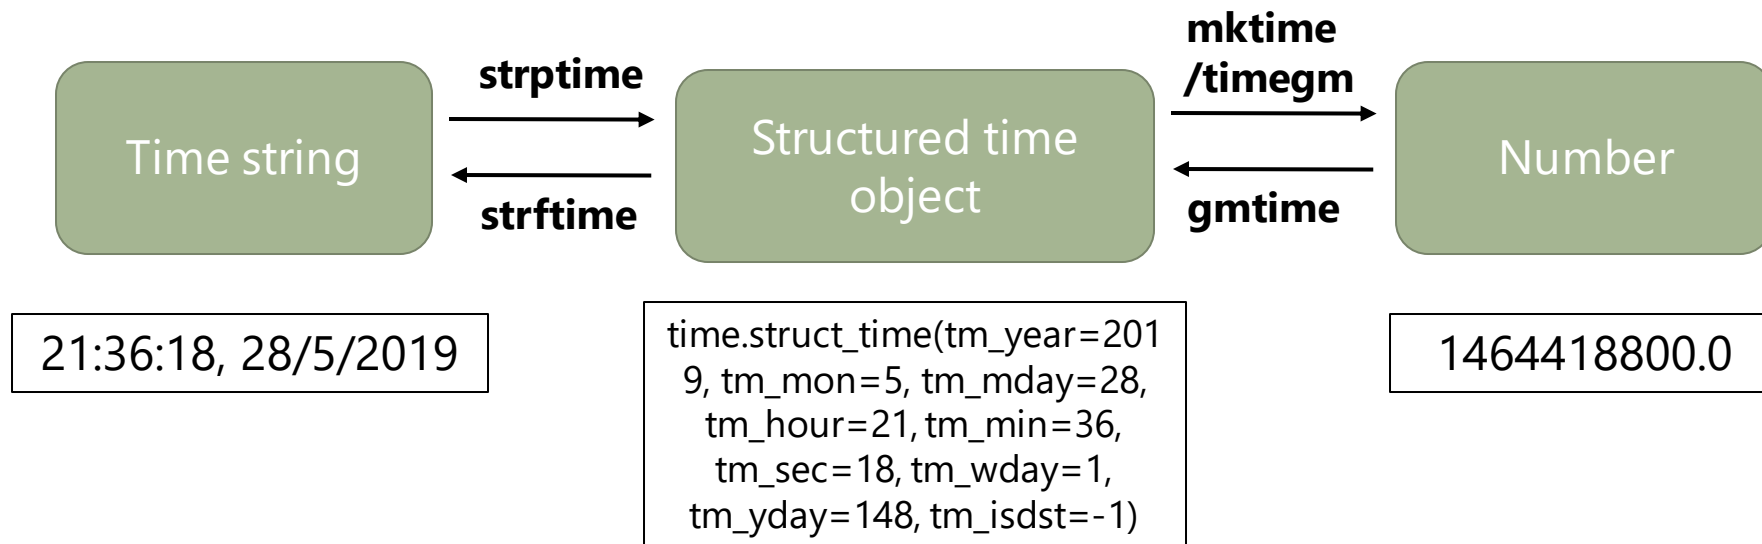 mktime
/timegm
strptime
Time string
Structured time
object
Number
strftime
gmtime
21:36:18, 28/5/2019
time.struct_time(tm_year=201
9, tm_mon=5, tm_mday=28,
tm_hour=21, tm_min=36,
tm_sec=18, tm_wday=1,
tm_yday=148, tm_isdst=-1)
1464418800.0